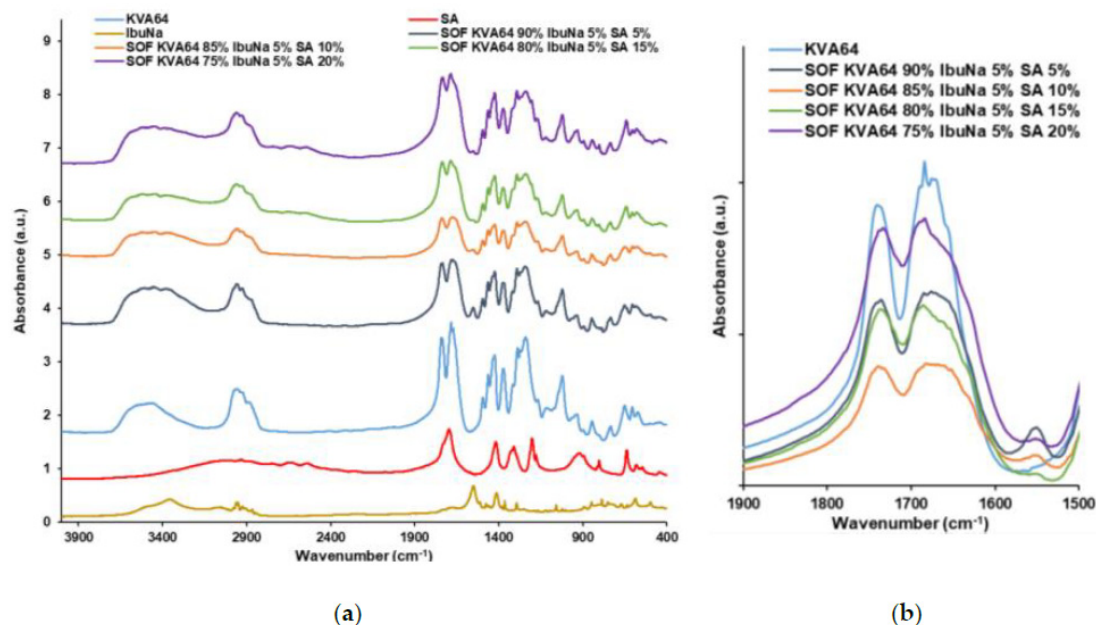 KVA64
SA
IbuNa
SOF KVA64 90% IbuNa 5% SA 5%
SOF KVA64 85% IbuNa 5% SA 10%
SOF KVA64 80% IbuNa 5% SA 15%
SOF KVA64 75% IbuNa 5% SA 20%
9
8
7
6
5
4
3
2
1
0
Absorbance (a.u.)
3900 3400 2900 2400 1900 1400 900 400
Wavenumber (cm⁻¹)
(a)
KVA64
SOF KVA64 90% IbuNa 5% SA 5%
SOF KVA64 85% IbuNa 5% SA 10%
SOF KVA64 80% IbuNa 5% SA 15%
SOF KVA64 75% IbuNa 5% SA 20%
Absorbance (a.u.)
1900 1800 1700 1600 1500
Wavenumber (cm⁻¹)
(b)